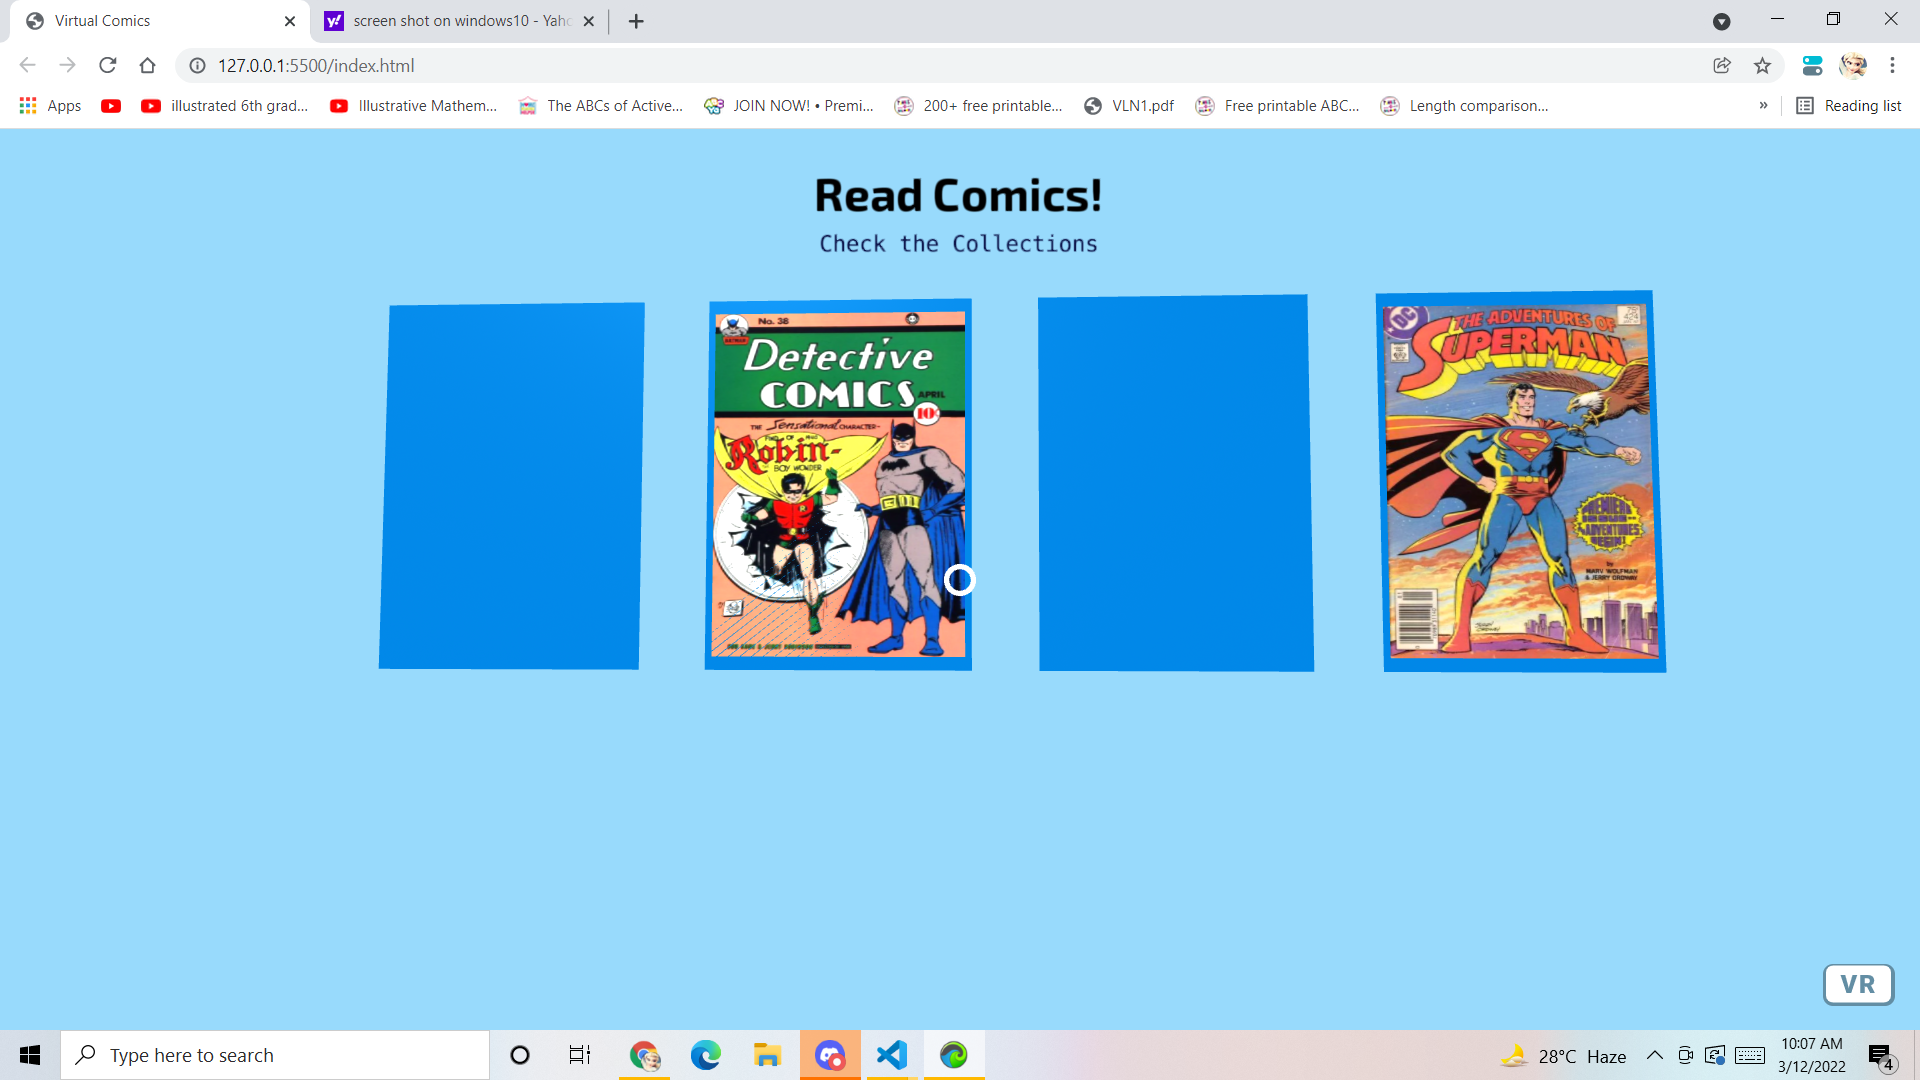 Virtual Comics
screen shot on windows10 - Yaho
127.0.0.1:5500/index.html
Apps
illustrated 6th grad...
Illustrative Mathem...
The ABCs of Active...
JOIN NOW! • Premi...
200+ free printable...
VLN1.pdf
Free printable ABC...
Length comparison...
»
Reading list
Read Comics!
Check the Collections
No. 38
Detective
COMICS
APRIL
10¢
THE Sensational CHARACTER-
FIND OF 1940
Robin-
BOY WONDER
DC
THE ADVENTURES OF
SUPERMAN
PREMIERE
ISSUE--
THE
ADVENTURES
BEGIN!
by
MARV WOLFMAN
& JERRY ORDWAY
VR
Type here to search
28°C Haze
10:07 AM
3/12/2022
4